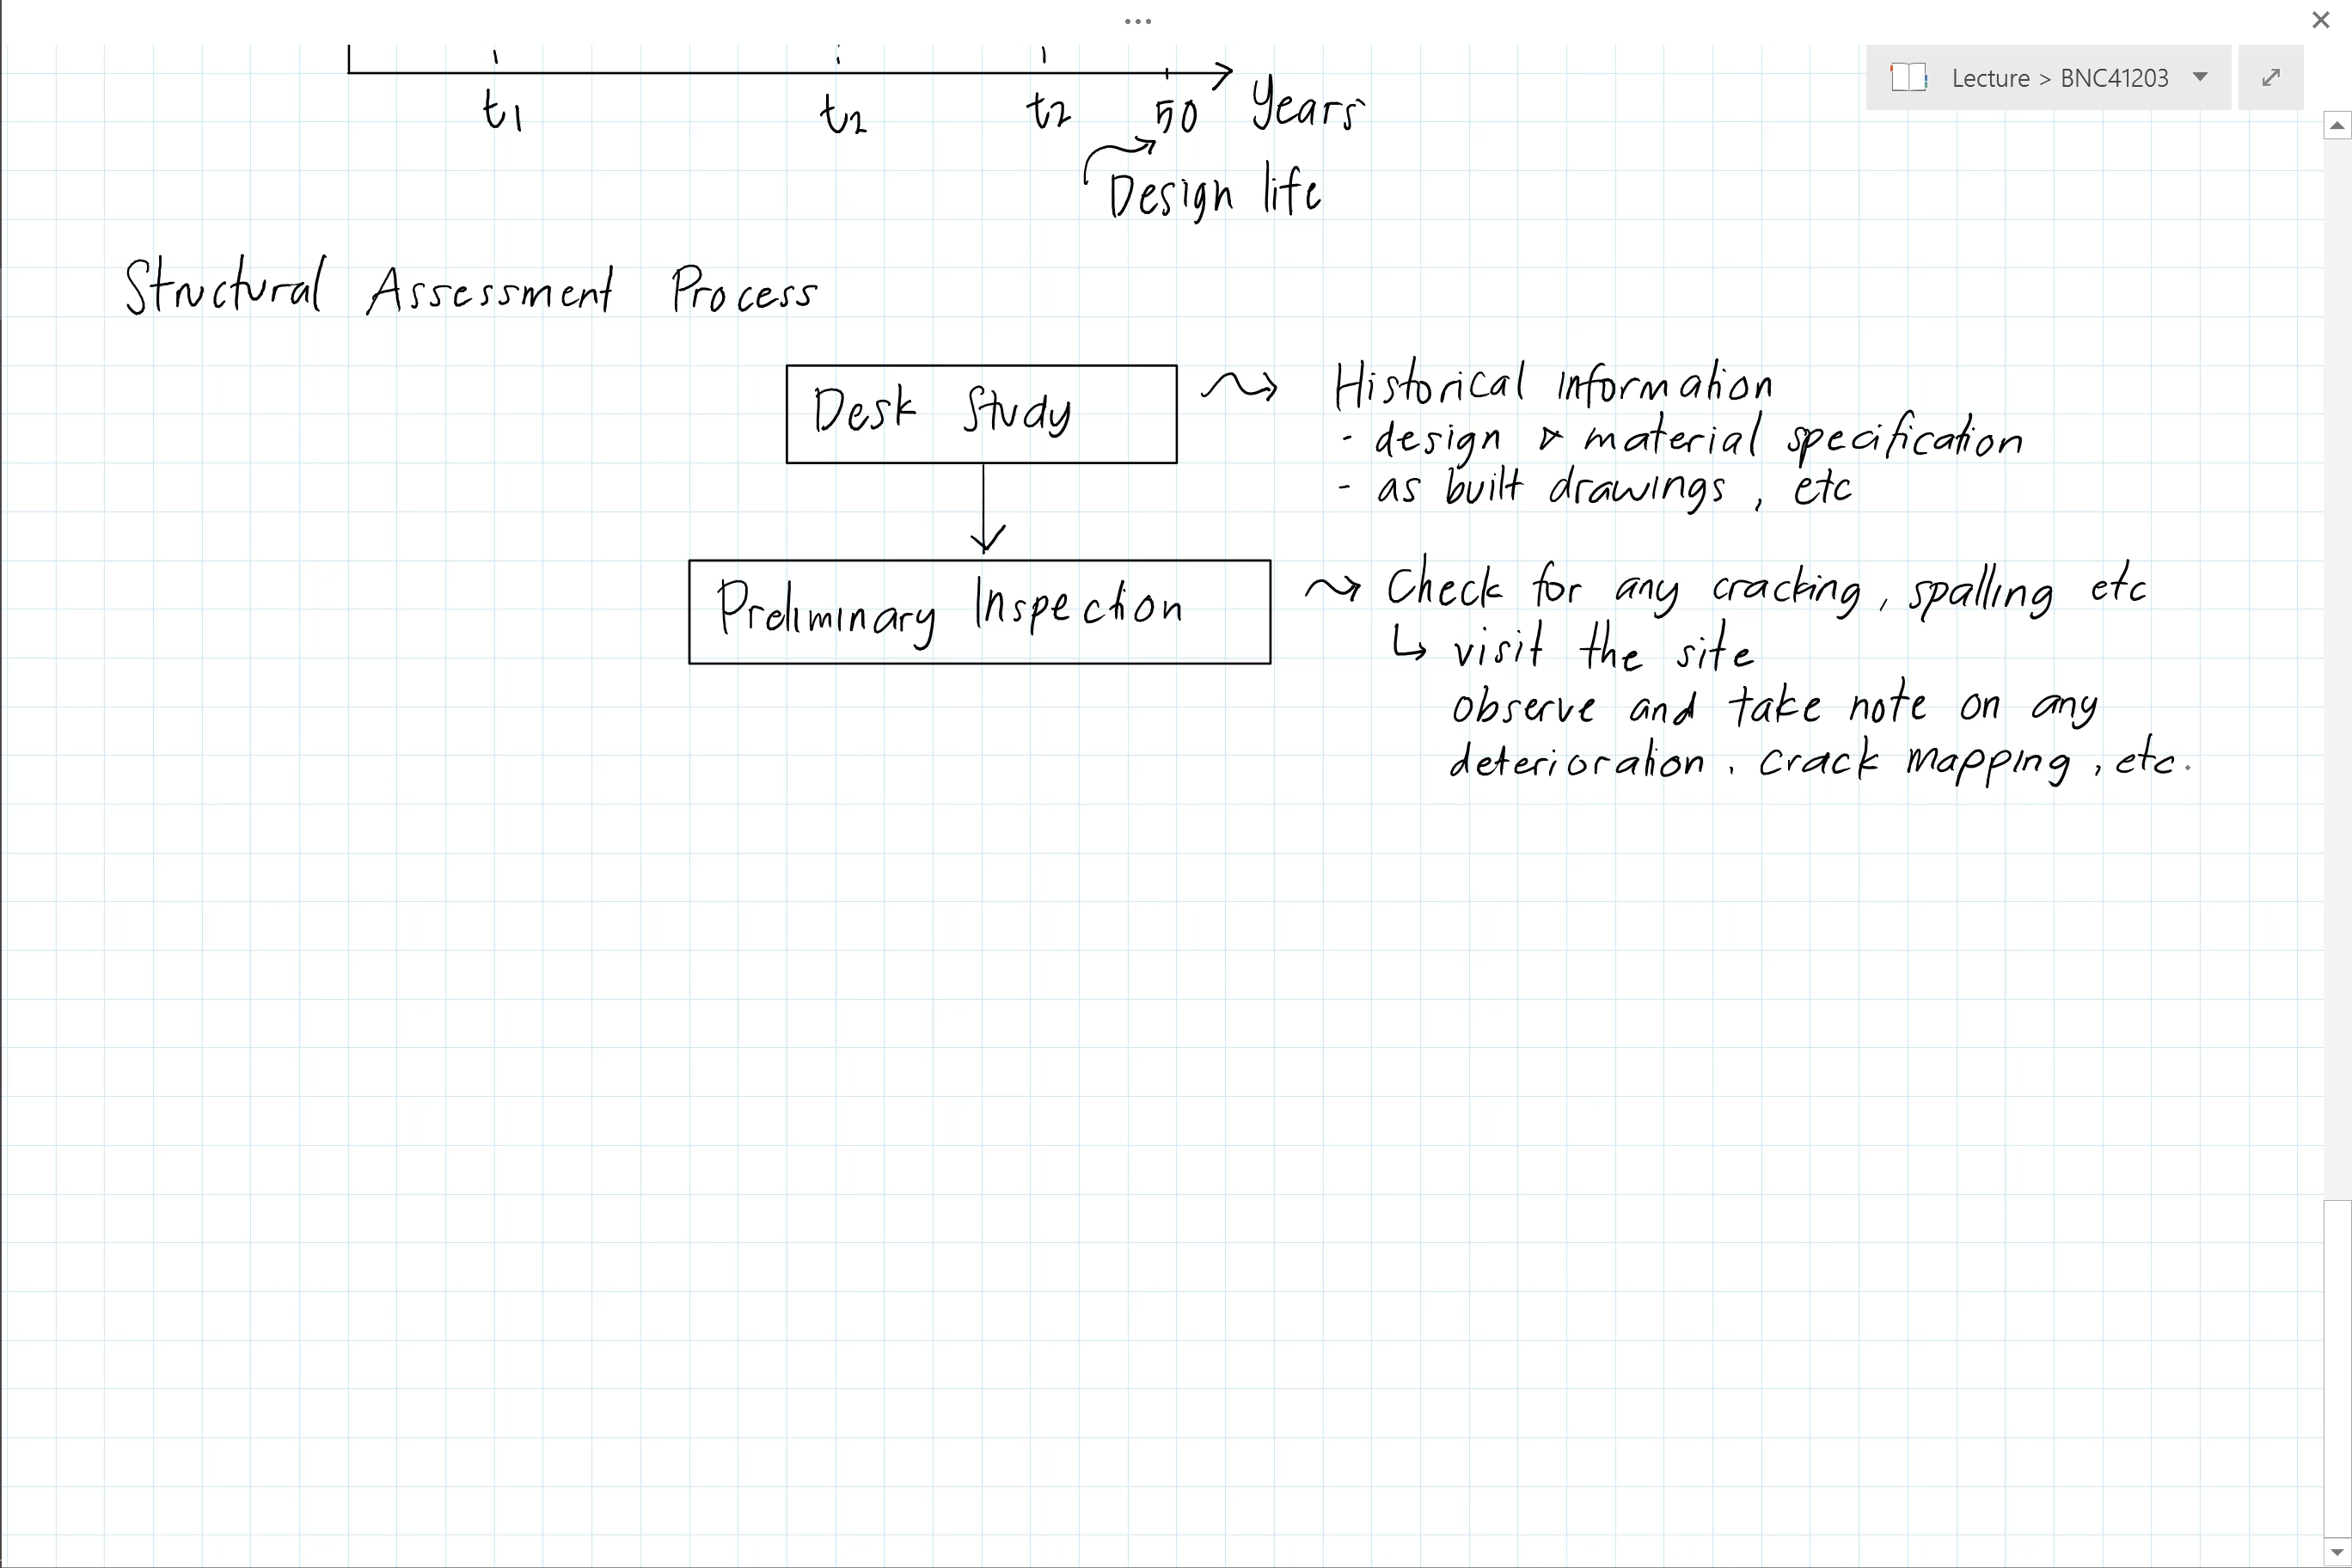 Lecture > BNC41203
t1 t2 t2 50 Years
Design life
Structural Assessment Process
Desk Study
Historical information
- design & material specification
- as built drawings, etc
Preliminary Inspection
Check for any cracking, spalling etc
↳ visit the site
observe and take note on any
deterioration. crack mapping, etc.